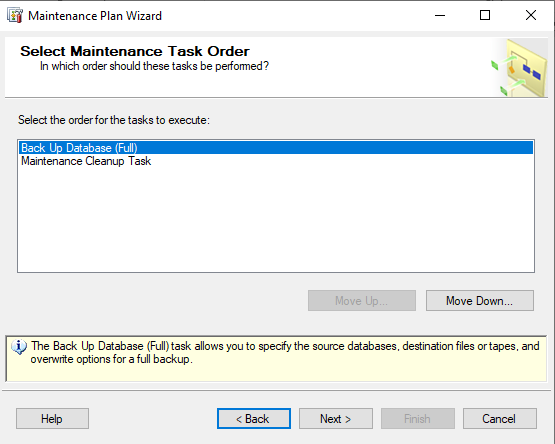 Maintenance Plan Wizard
Select Maintenance Task Order
In which order should these tasks be performed?
Select the order for the tasks to execute:
Back Up Database (Full)
Maintenance Cleanup Task
Move Up...
Move Down...
The Back Up Database (Full) task allows you to specify the source databases, destination files or tapes, and
overwrite options for a full backup.
Help
< Back
Next >
Finish
Cancel